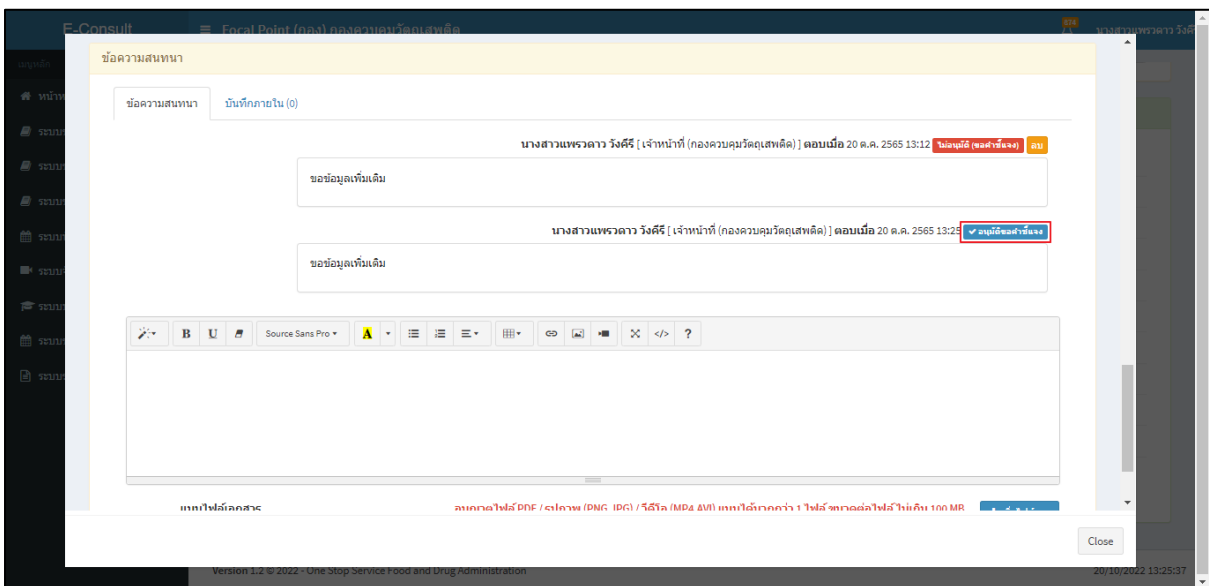 E-Consult
Focal Point (กอง) กองควบคุมวัตถุเสพติด
574
นางสาวแพรวดาว วังคีรี
เมนูหลัก
ข้อความสนทนา
ข้อความสนทนา บันทึกภายใน (0)
นางสาวแพรวดาว วังคีรี [ เจ้าหน้าที่ (กองควบคุมวัตถุเสพติด) ] ตอบเมื่อ 20 ต.ค. 2565 13:12 ไม่อนุมัติ (ขอคำชี้แจง) ลบ
ขอข้อมูลเพิ่มเติม
นางสาวแพรวดาว วังคีรี [ เจ้าหน้าที่ (กองควบคุมวัตถุเสพติด) ] ตอบเมื่อ 20 ต.ค. 2565 13:25 อนุมัติขอคำชี้แจง
ขอข้อมูลเพิ่มเติม
B U Source Sans Pro A </> ?
แนบไฟล์เอกสาร อนุญาตไฟล์ PDF / รูปภาพ (PNG, JPG) / วีดีโอ (MP4,AVI) แนบได้มากกว่า 1 ไฟล์ ขนาดต่อไฟล์ ไม่เกิน 100 MB
Close
Version 1.2 © 2022 - One Stop Service Food and Drug Administration
20/10/2022 13:25:37